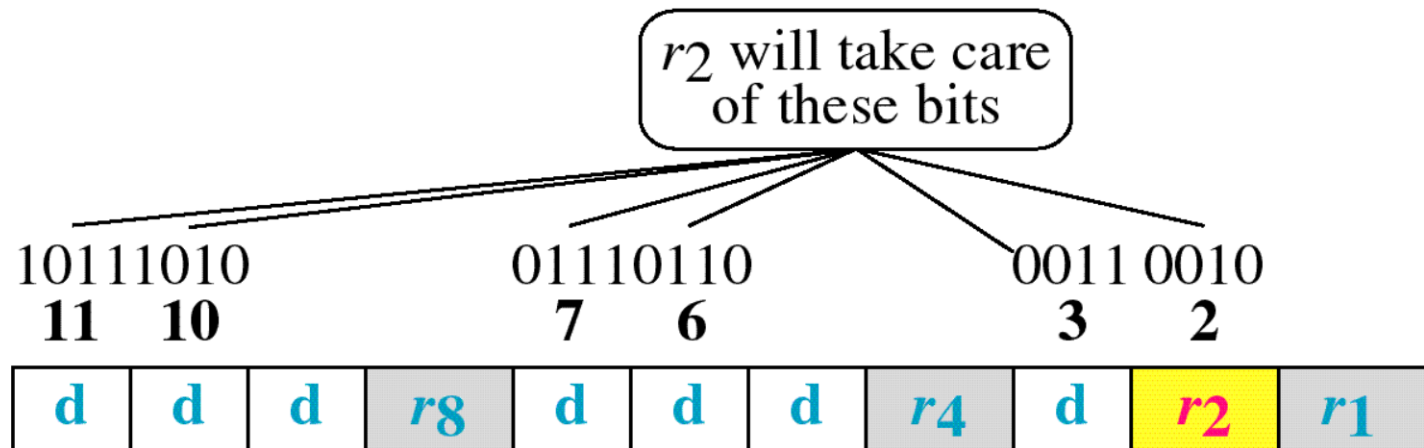 r2 will take care
of these bits
10111010 01110110 0011 0010
11 10 7 6 3 2
d d d r8 d d d r4 d r2 r1